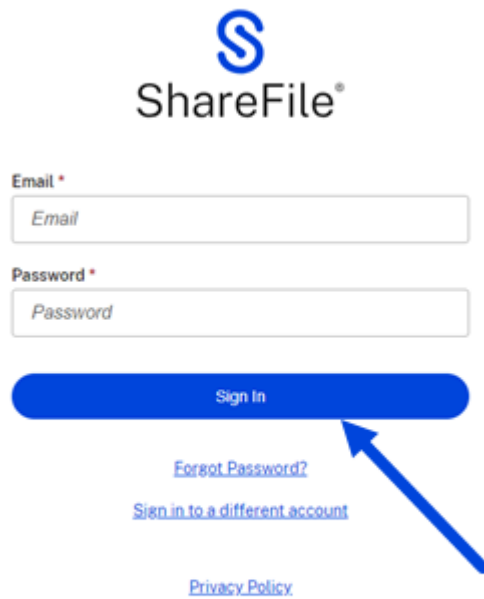 ShareFile®
Email *
Email
Password *
Password
Sign In
Forgot Password?
Sign in to a different account
Privacy Policy